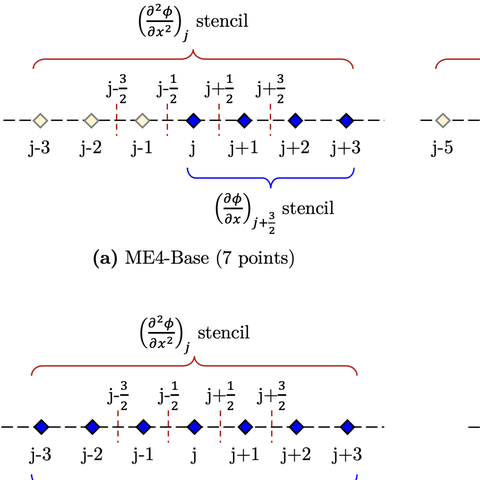 (∂²ϕ/∂x²)ⱼ stencil
j-3/2 j-1/2 j+1/2 j+3/2
j-3 j-2 j-1 j j+1 j+2 j+3 j-5
(∂ϕ/∂x)ⱼ₊₃/₂ stencil
(a) ME4-Base (7 points)
(∂²ϕ/∂x²)ⱼ stencil
j-3/2 j-1/2 j+1/2 j+3/2
j-3 j-2 j-1 j j+1 j+2 j+3